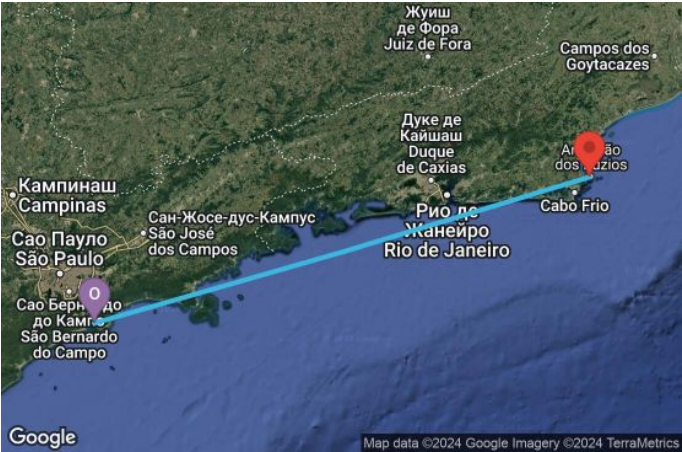 Жуиш
де Фора
Juiz de Fora
Campos dos
Goytacazes
Дуке де
Кайшаш
Duque
de Caxias
dos
Кампинаш
Campinas
Сан-Жосе-дус-Кампус
São José
dos Campos
Рио де
Жанейро
Rio de Janeiro
Cabo Frio
Сао Пауло
São Paulo
O
Сао
до
São Bernardo
do Campo
Google
Map data ©2024 Google Imagery ©2024 TerraMetrics